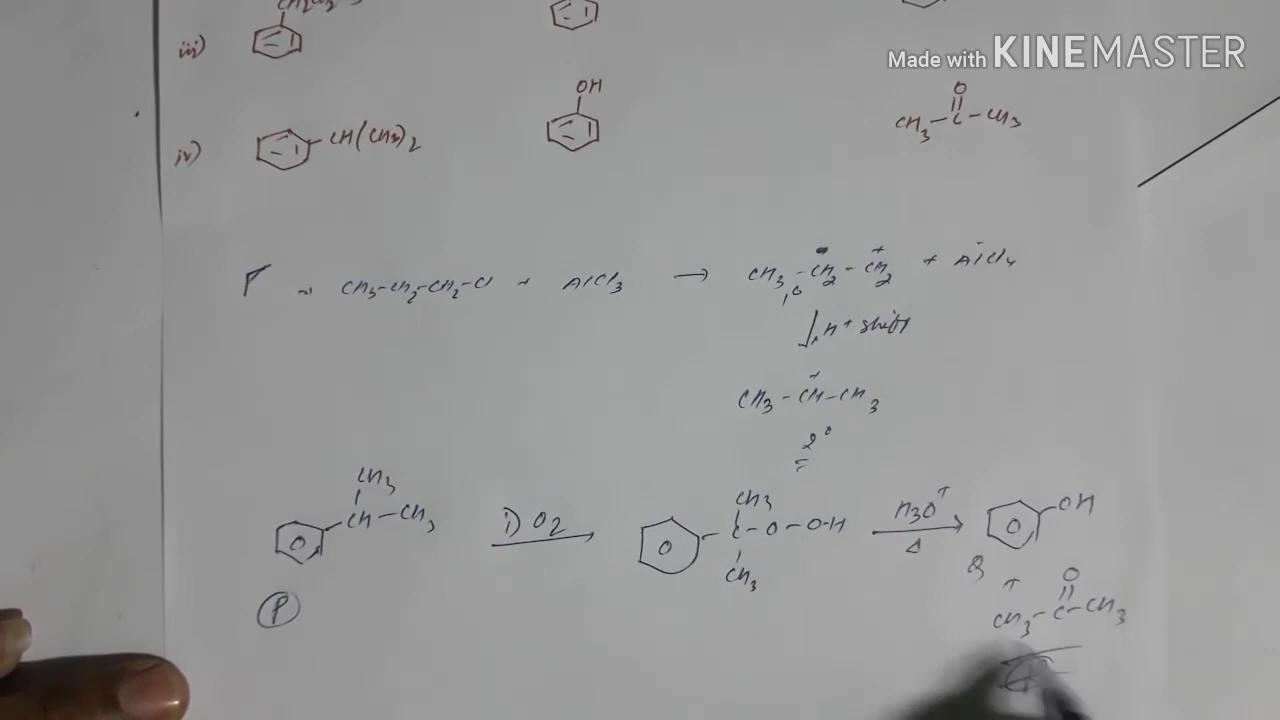 Made with KINEMASTER
iii)
OH
O
iv) CH(CH3)2 CH3 - C - CH3
CH3-CH2-CH2-Cl + AlCl3 → CH3 - CH2 - CH2 + AlCl4
1°
H+ shift
+
CH3 - CH - CH3
2°
CH3
CH - CH3
i) O2
CH3
C - O - O-H
CH3
H3O+
Δ
OH
P
+
O
CH3 - C - CH3